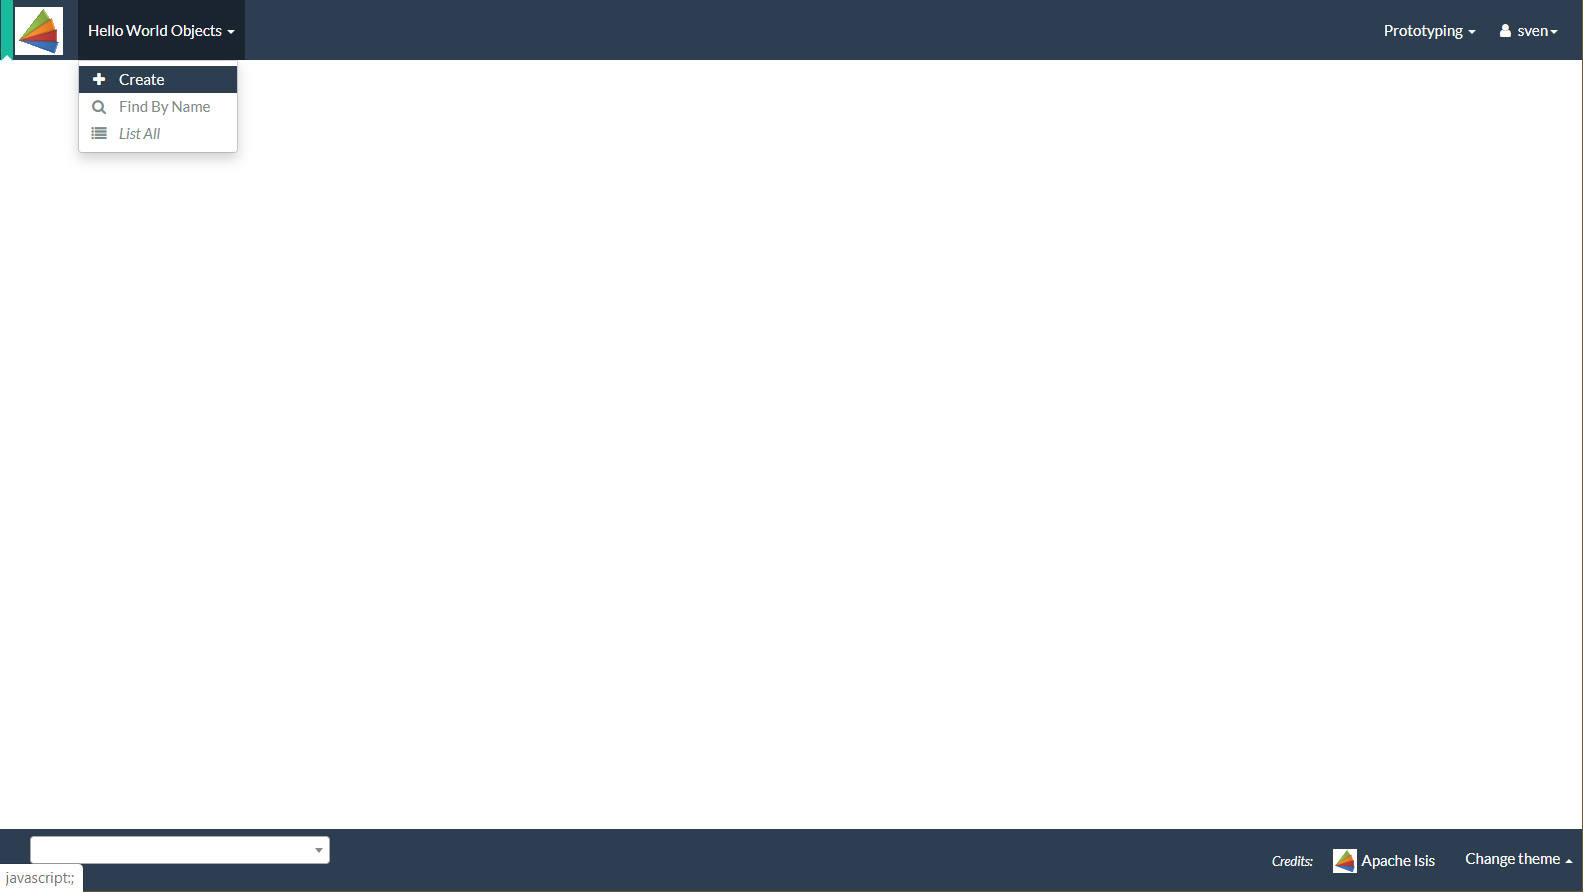 Hello World Objects
Prototyping
sven
Create
Find By Name
List All
Credits:
Apache Isis
Change theme
javascript:;